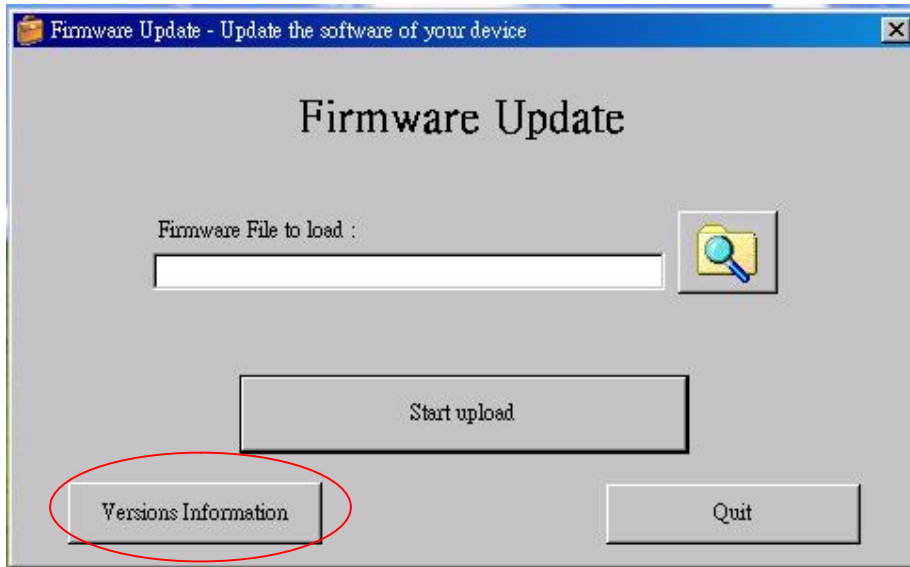 Firmware Update - Update the software of your device
Firmware Update
Firmware File to load :
Start upload
Versions Information
Quit